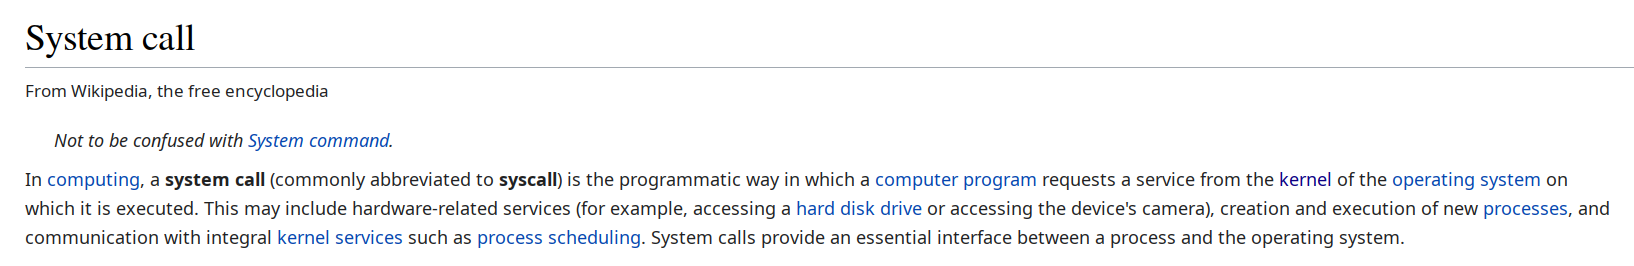 System call
From Wikipedia, the free encyclopedia
Not to be confused with System command.
In computing, a system call (commonly abbreviated to syscall) is the programmatic way in which a computer program requests a service from the kernel of the operating system on
which it is executed. This may include hardware-related services (for example, accessing a hard disk drive or accessing the device's camera), creation and execution of new processes, and
communication with integral kernel services such as process scheduling. System calls provide an essential interface between a process and the operating system.